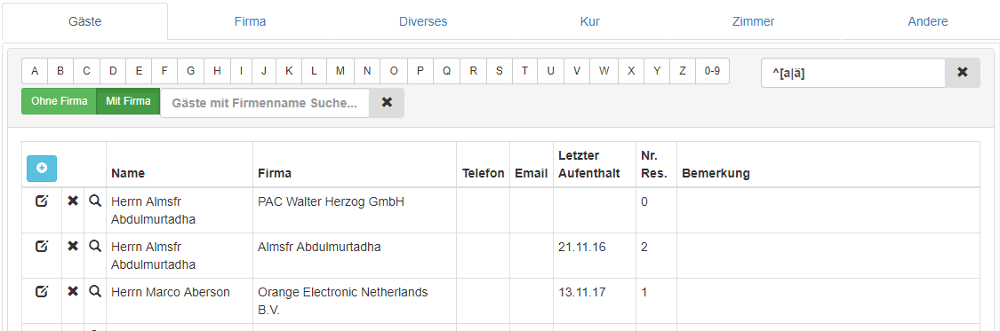 Gäste Firma Diverses Kur Zimmer Andere
A B C D E F G H I J K L M N O P Q R S T U V W X Y Z 0-9 ^[a|ä]
Ohne Firma Mit Firma Gäste mit Firmenname Suche...
Name Firma Telefon Email Letzter Aufenthalt Nr. Res. Bemerkung
Herrn Almsfr Abdulmurtadha PAC Walter Herzog GmbH 0
Herrn Almsfr Abdulmurtadha Almsfr Abdulmurtadha 21.11.16 2
Herrn Marco Aberson Orange Electronic Netherlands B.V. 13.11.17 1